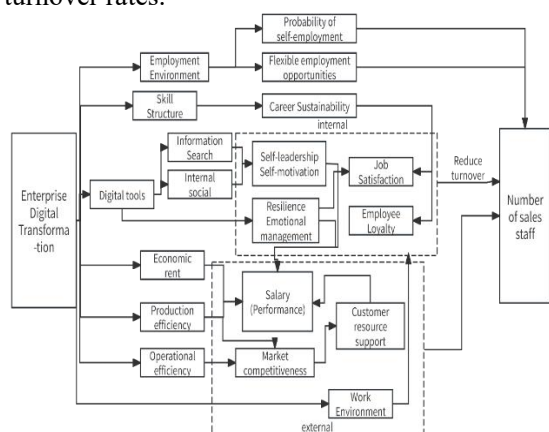 turnover rates.
Probability of
self-employment
Employment
Environment
Flexible employment
opportunities
Skill
Structure
Career Sustainability
internal
Information
Search
Self-leadership
Self-motivation
Job
Satisfaction
Reduce
turnover
Enterprise
Digital
Transforma
-tion
Digital tools
Internal
social
Number
of sales
staff
Resilience
Emotional
management
Employee
Loyalty
Economic
rent
Salary
(Performance)
Production
efficiency
Customer
resource
support
Operational
efficiency
Market
competitiveness
Work
Environment
external